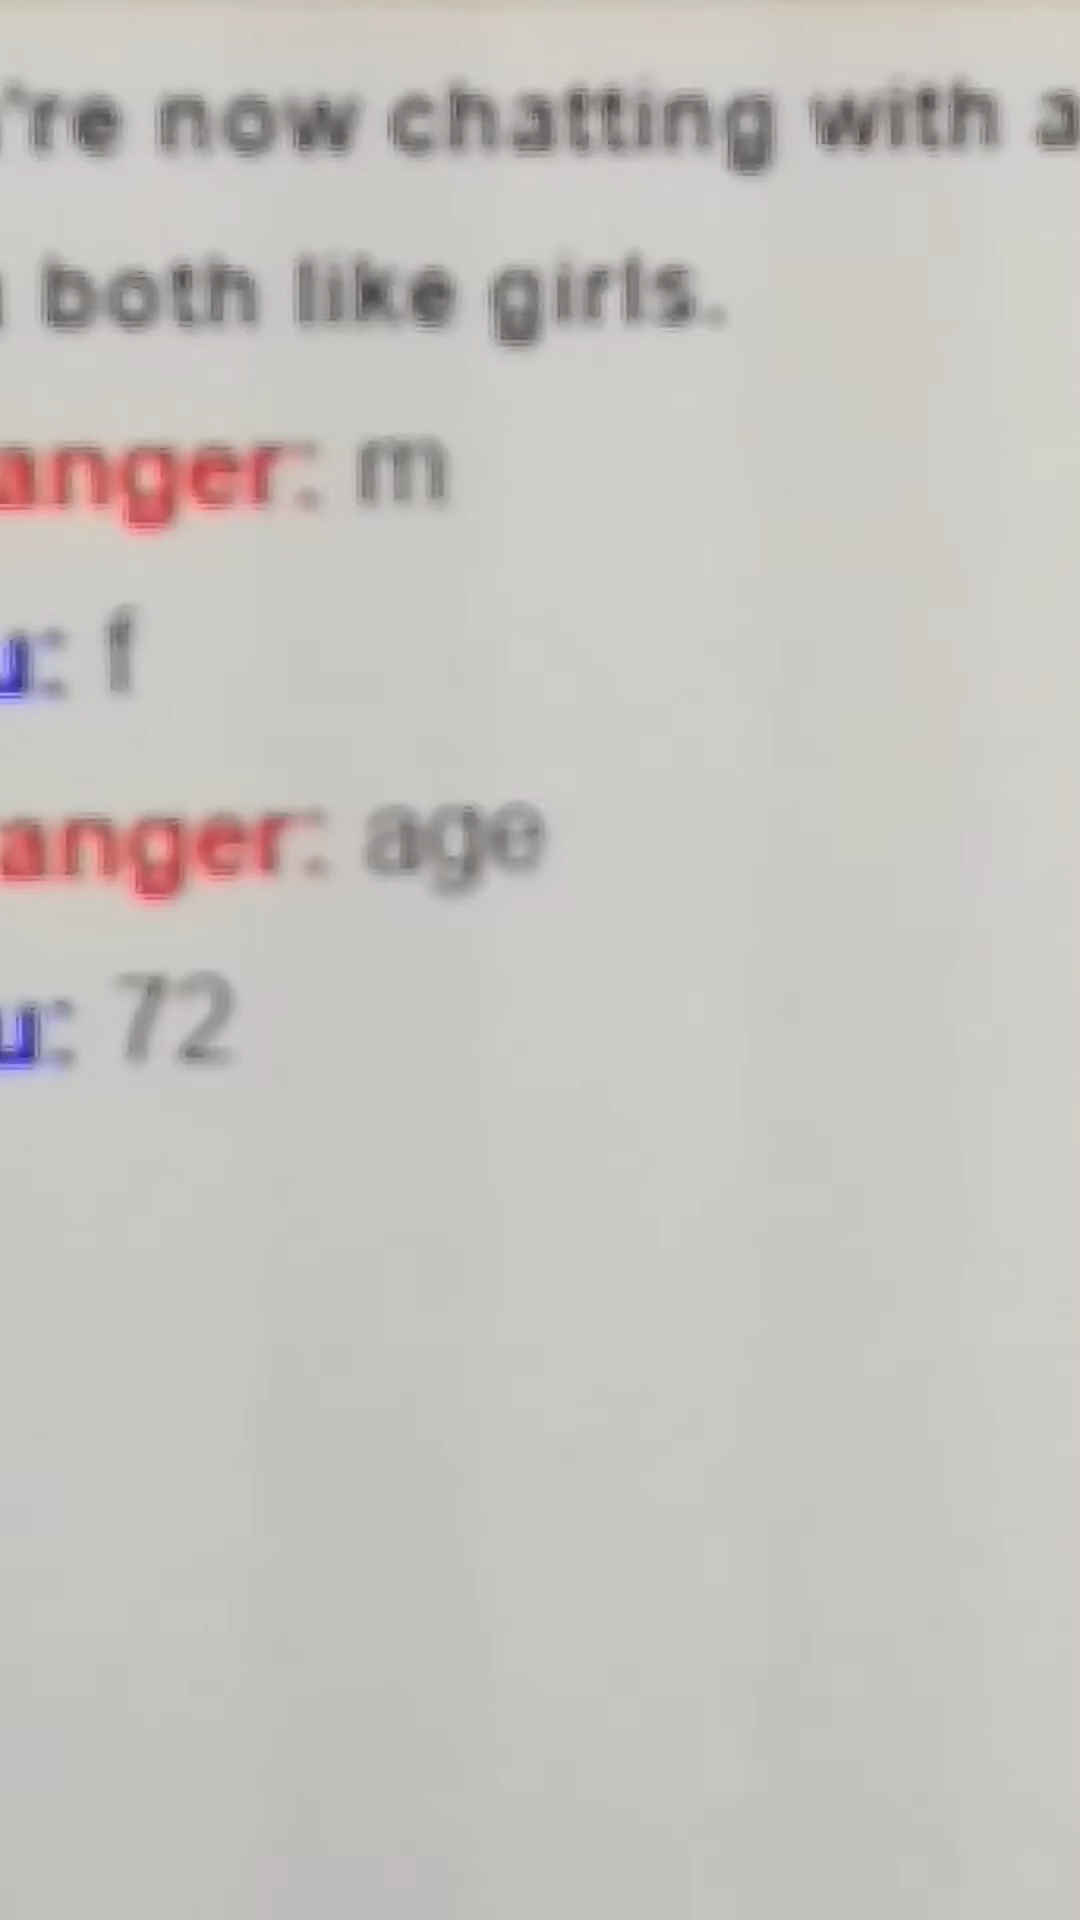 're now chatting with a
both like girls.
anger: m
u: f
anger: age
u: 72